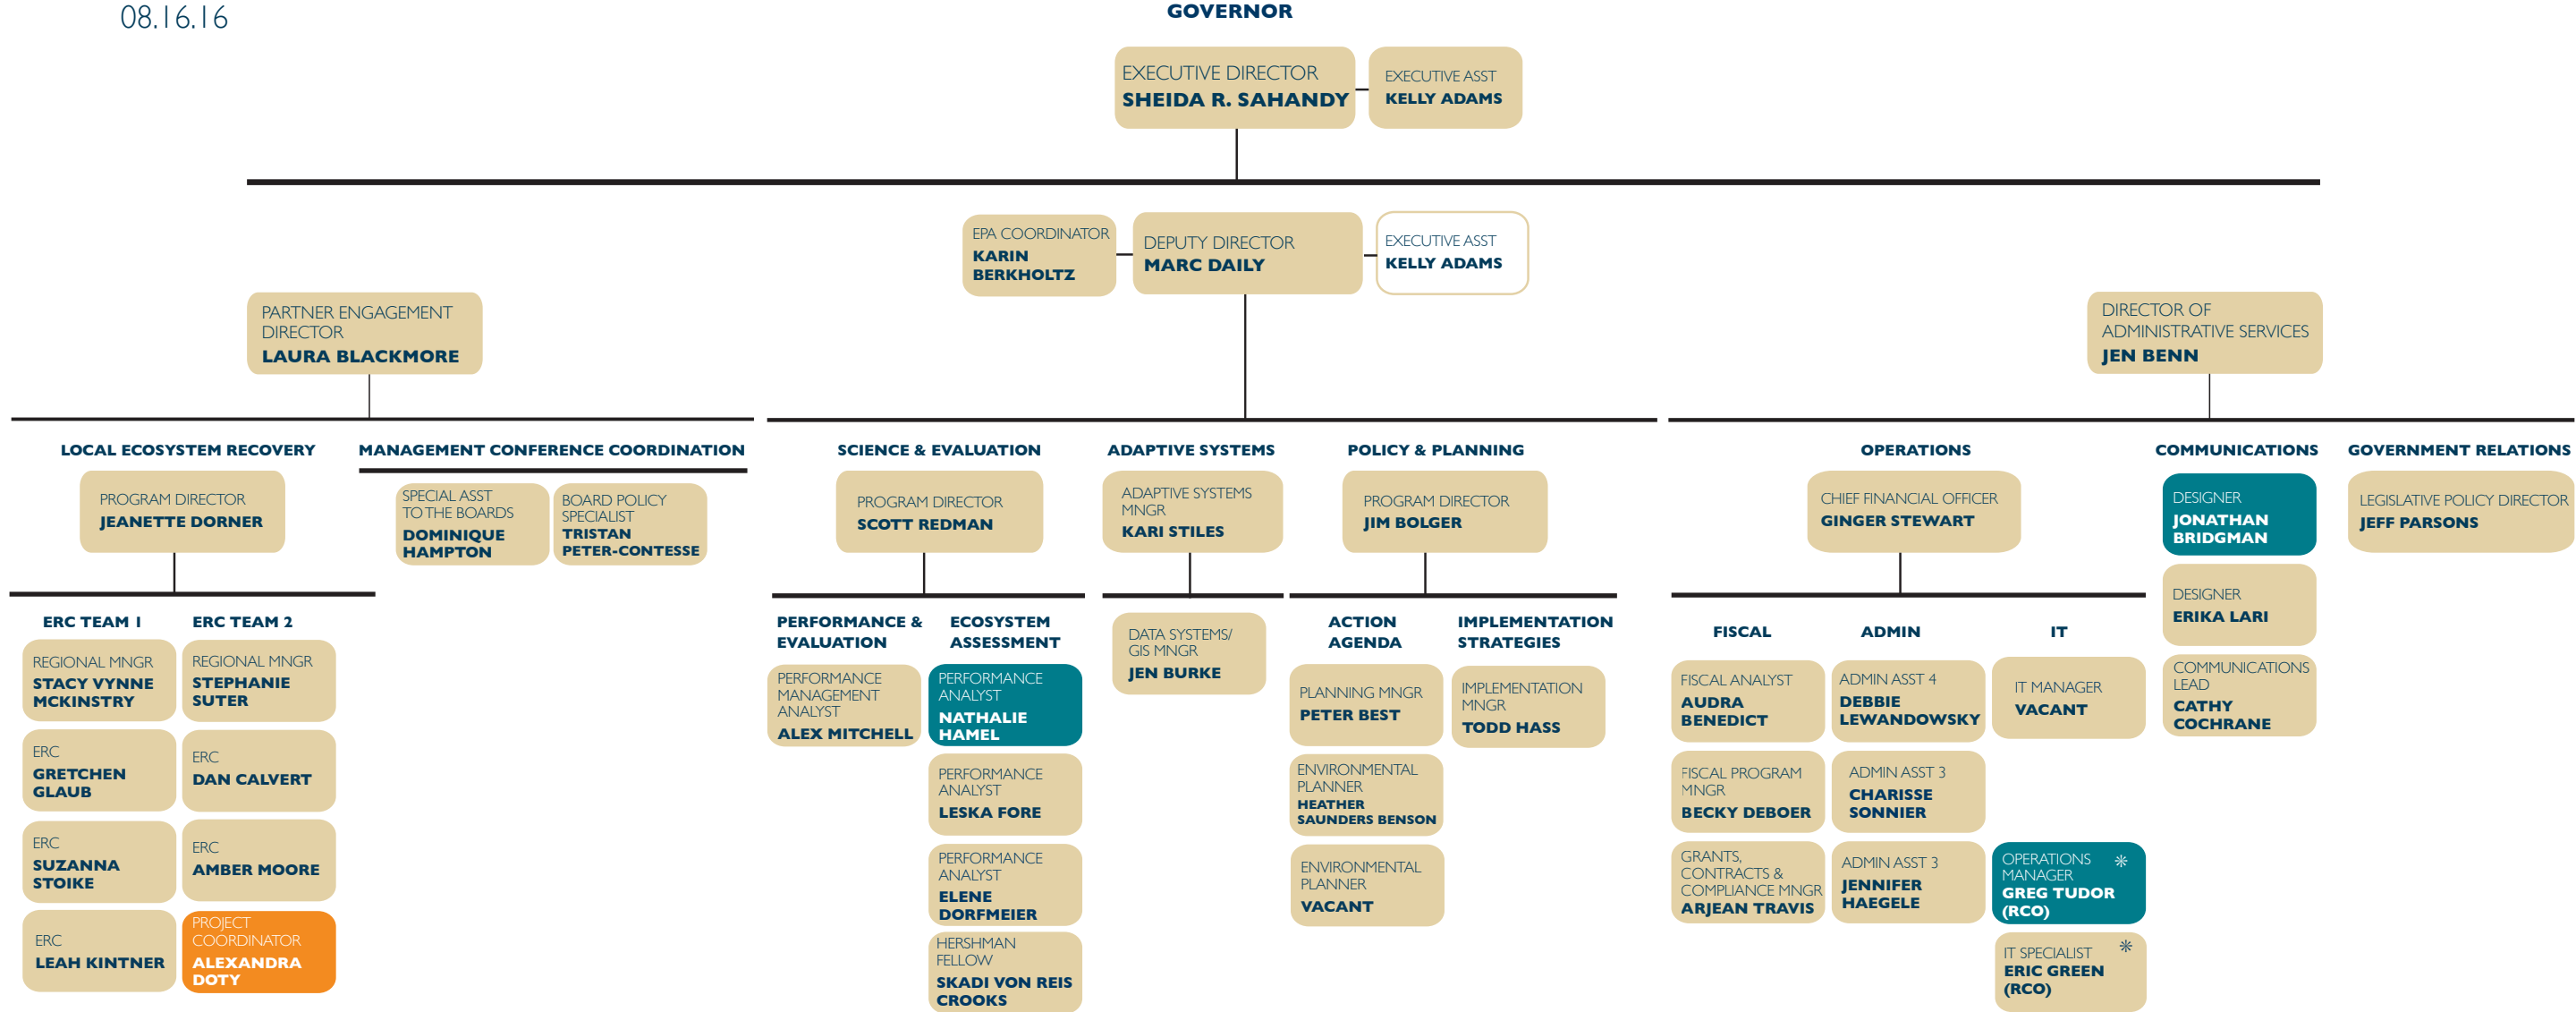 08.16.16
GOVERNOR
EXECUTIVE DIRECTOR
SHEIDA R. SAHANDY
EXECUTIVE ASST
KELLY ADAMS
EPA COORDINATOR
KARIN
BERKHOLTZ
DEPUTY DIRECTOR
MARC DAILY
EXECUTIVE ASST
KELLY ADAMS
PARTNER ENGAGEMENT
DIRECTOR
LAURA BLACKMORE
DIRECTOR OF
ADMINISTRATIVE SERVICES
JEN BENN
LOCAL ECOSYSTEM RECOVERY
PROGRAM DIRECTOR
JEANETTE DORNER
MANAGEMENT CONFERENCE COORDINATION
SPECIAL ASST
TO THE BOARDS
DOMINIQUE
HAMPTON
BOARD POLICY
SPECIALIST
TRISTAN
PETER-CONTESSE
ERC TEAM 1
REGIONAL MNGR
STACY VYNNE
MCKINSTRY
ERC
GRETCHEN
GLAUB
ERC
SUZANNA
STOIKE
ERC
LEAH KINTNER
ERC TEAM 2
REGIONAL MNGR
STEPHANIE
SUTER
ERC
DAN CALVERT
ERC
AMBER MOORE
PROJECT
COORDINATOR
ALEXANDRA
DOTY
SCIENCE & EVALUATION
PROGRAM DIRECTOR
SCOTT REDMAN
PERFORMANCE &
EVALUATION
PERFORMANCE
MANAGEMENT
ANALYST
ALEX MITCHELL
ECOSYSTEM
ASSESSMENT
PERFORMANCE
ANALYST
NATHALIE
HAMEL
PERFORMANCE
ANALYST
LESKA FORE
PERFORMANCE
ANALYST
ELENE
DORFMEIER
HERSHMAN
FELLOW
SKADI VON REIS
CROOKS
ADAPTIVE SYSTEMS
ADAPTIVE SYSTEMS
MNGR
KARI STILES
DATA SYSTEMS/
GIS MNGR
JEN BURKE
POLICY & PLANNING
PROGRAM DIRECTOR
JIM BOLGER
ACTION
AGENDA
PLANNING MNGR
PETER BEST
ENVIRONMENTAL
PLANNER
HEATHER
SAUNDERS BENSON
ENVIRONMENTAL
PLANNER
VACANT
IMPLEMENTATION
STRATEGIES
IMPLEMENTATION
MNGR
TODD HASS
OPERATIONS
CHIEF FINANCIAL OFFICER
GINGER STEWART
FISCAL
FISCAL ANALYST
AUDRA
BENEDICT
FISCAL PROGRAM
MNGR
BECKY DEBOER
GRANTS,
CONTRACTS &
COMPLIANCE MNGR
ARJEAN TRAVIS
ADMIN
ADMIN ASST 4
DEBBIE
LEWANDOWSKY
ADMIN ASST 3
CHARISSE
SONNIER
ADMIN ASST 3
JENNIFER
HAEGELE
IT
IT MANAGER
VACANT
OPERATIONS *
MANAGER
GREG TUDOR
(RCO)
IT SPECIALIST *
ERIC GREEN
(RCO)
COMMUNICATIONS
DESIGNER
JONATHAN
BRIDGMAN
DESIGNER
ERIKA LARI
COMMUNICATIONS
LEAD
CATHY
COCHRANE
GOVERNMENT RELATIONS
LEGISLATIVE POLICY DIRECTOR
JEFF PARSONS